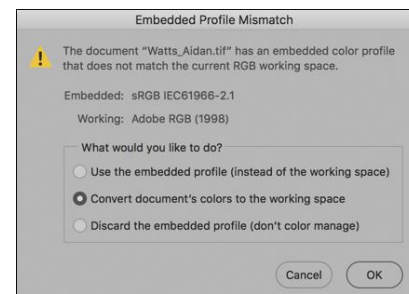 Embedded Profile Mismatch
The document “Watts_Aidan.tif” has an embedded color profile
that does not match the current RGB working space.
Embedded: sRGB IEC61966-2.1
Working: Adobe RGB (1998)
What would you like to do?
Use the embedded profile (instead of the working space)
Convert document's colors to the working space
Discard the embedded profile (don't color manage)
Cancel
OK